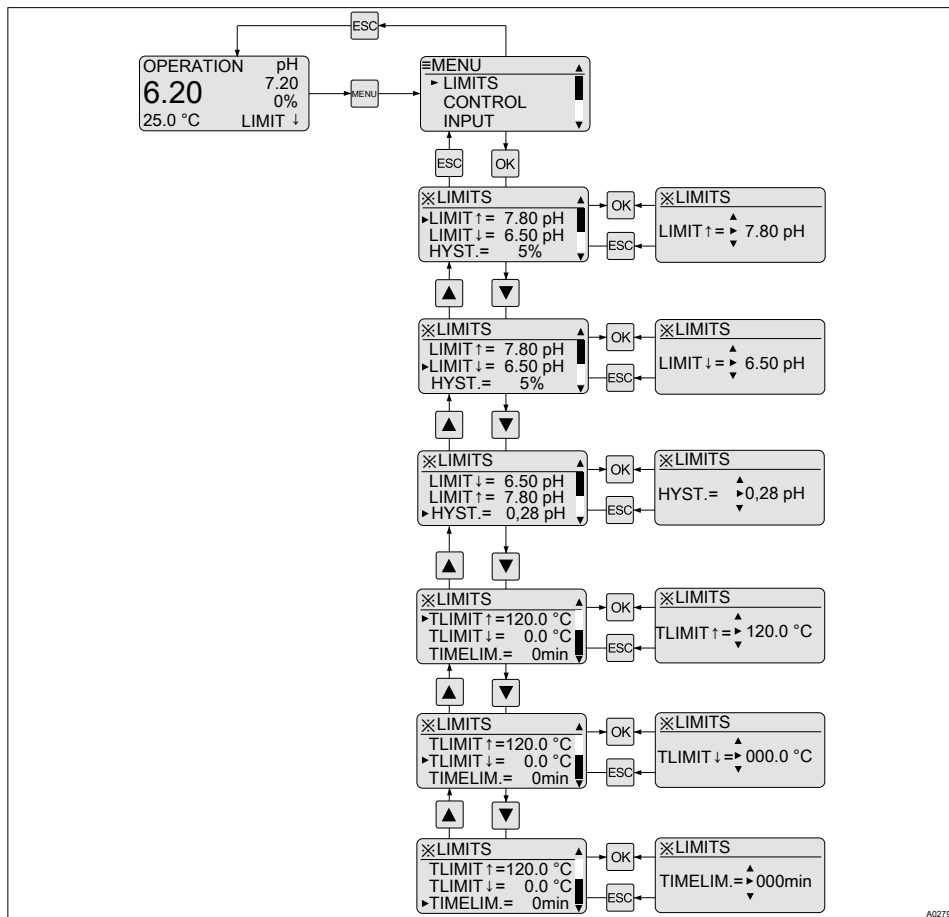 ESC
OPERATION pH
6.20 7.20
0%
25.0 °C LIMIT ↓
MENU
≡MENU ▲
► LIMITS
CONTROL
INPUT ▼
ESC OK
※LIMITS ▲
►LIMIT↑= 7.80 pH
LIMIT↓= 6.50 pH
HYST.= 5% ▼
OK
ESC
※LIMITS
▲
LIMIT↑= ► 7.80 pH
▼
▲ ▼
※LIMITS ▲
LIMIT↑= 7.80 pH
►LIMIT↓= 6.50 pH
HYST.= 5% ▼
OK
ESC
※LIMITS
▲
LIMIT↓= ► 6.50 pH
▼
▲ ▼
※LIMITS ▲
LIMIT↓= 6.50 pH
LIMIT↑= 7.80 pH
►HYST.= 0,28 pH ▼
OK
ESC
※LIMITS
▲
HYST.= ►0,28 pH
▼
▲ ▼
※LIMITS ▲
►TLIMIT↑=120.0 °C
TLIMIT↓= 0.0 °C
TIMELIM.= 0min ▼
OK
ESC
※LIMITS
▲
TLIMIT↑= ► 120.0 °C
▼
▲ ▼
※LIMITS ▲
TLIMIT↑=120.0 °C
►TLIMIT↓= 0.0 °C
TIMELIM.= 0min ▼
OK
ESC
※LIMITS
▲
TLIMIT↓=► 000.0 °C
▼
▲ ▼
※LIMITS ▲
TLIMIT↑=120.0 °C
TLIMIT↓= 0.0 °C
►TIMELIM.= 0min ▼
OK
ESC
※LIMITS
▲
TIMELIM.=►000min
▼
A0279